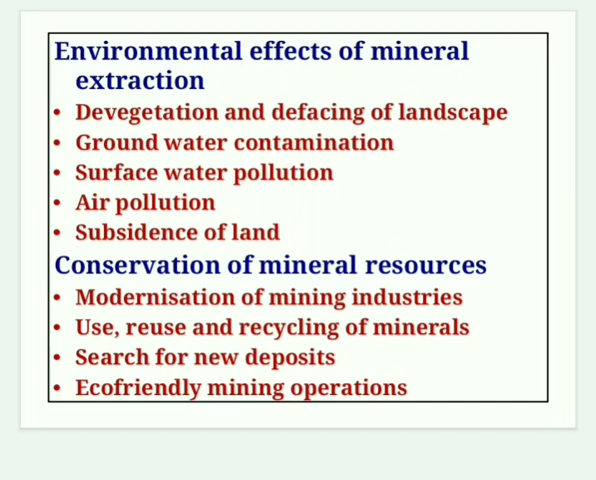 Environmental effects of mineral
extraction
• Devegetation and defacing of landscape
• Ground water contamination
• Surface water pollution
• Air pollution
• Subsidence of land
Conservation of mineral resources
• Modernisation of mining industries
• Use, reuse and recycling of minerals
• Search for new deposits
• Ecofriendly mining operations